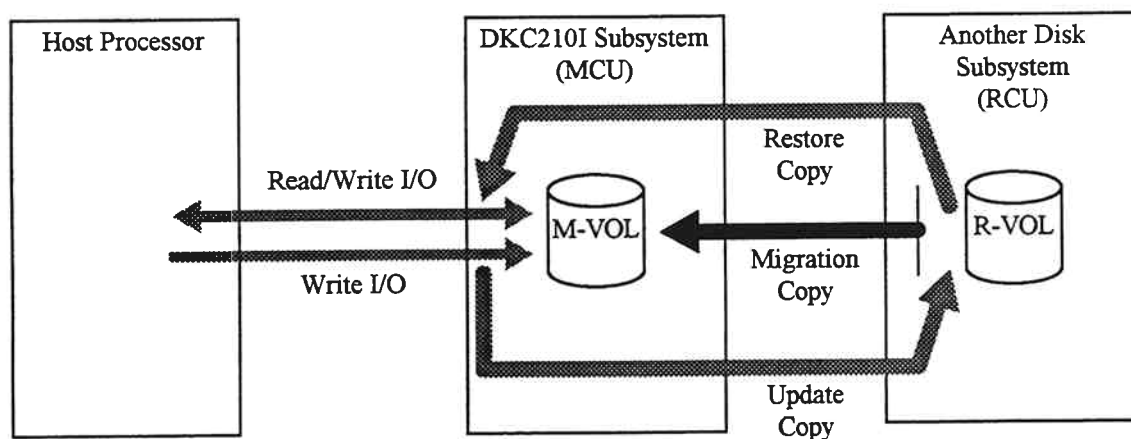 Host Processor
DKC210I Subsystem
(MCU)
Another Disk
Subsystem
(RCU)
Restore
Copy
Read/Write I/O
M-VOL
R-VOL
Write I/O
Migration
Copy
Update
Copy